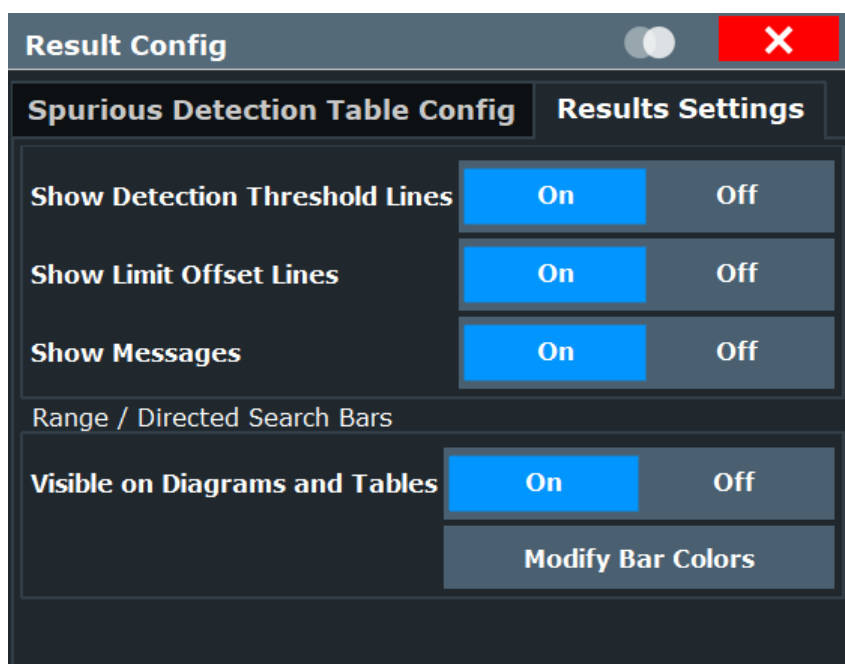 Result Config
Spurious Detection Table Config Results Settings
Show Detection Threshold Lines On Off
Show Limit Offset Lines On Off
Show Messages On Off
Range / Directed Search Bars
Visible on Diagrams and Tables On Off
Modify Bar Colors